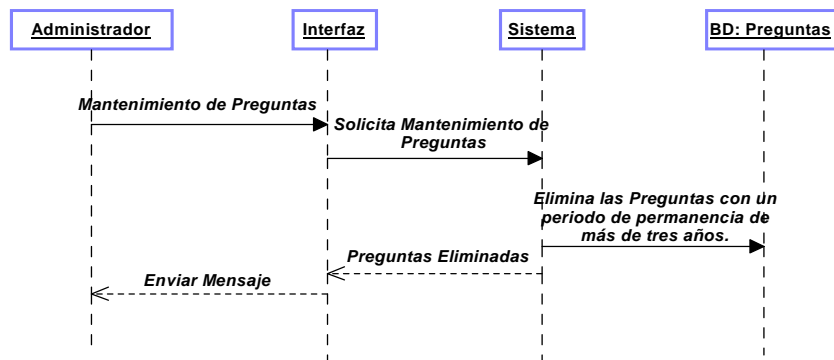 Administrador
Interfaz
Sistema
BD: Preguntas
Mantenimiento de Preguntas
Solicita Mantenimiento de
Preguntas
Elimina las Preguntas con un
periodo de permanencia de
más de tres años.
Preguntas Eliminadas
Enviar Mensaje